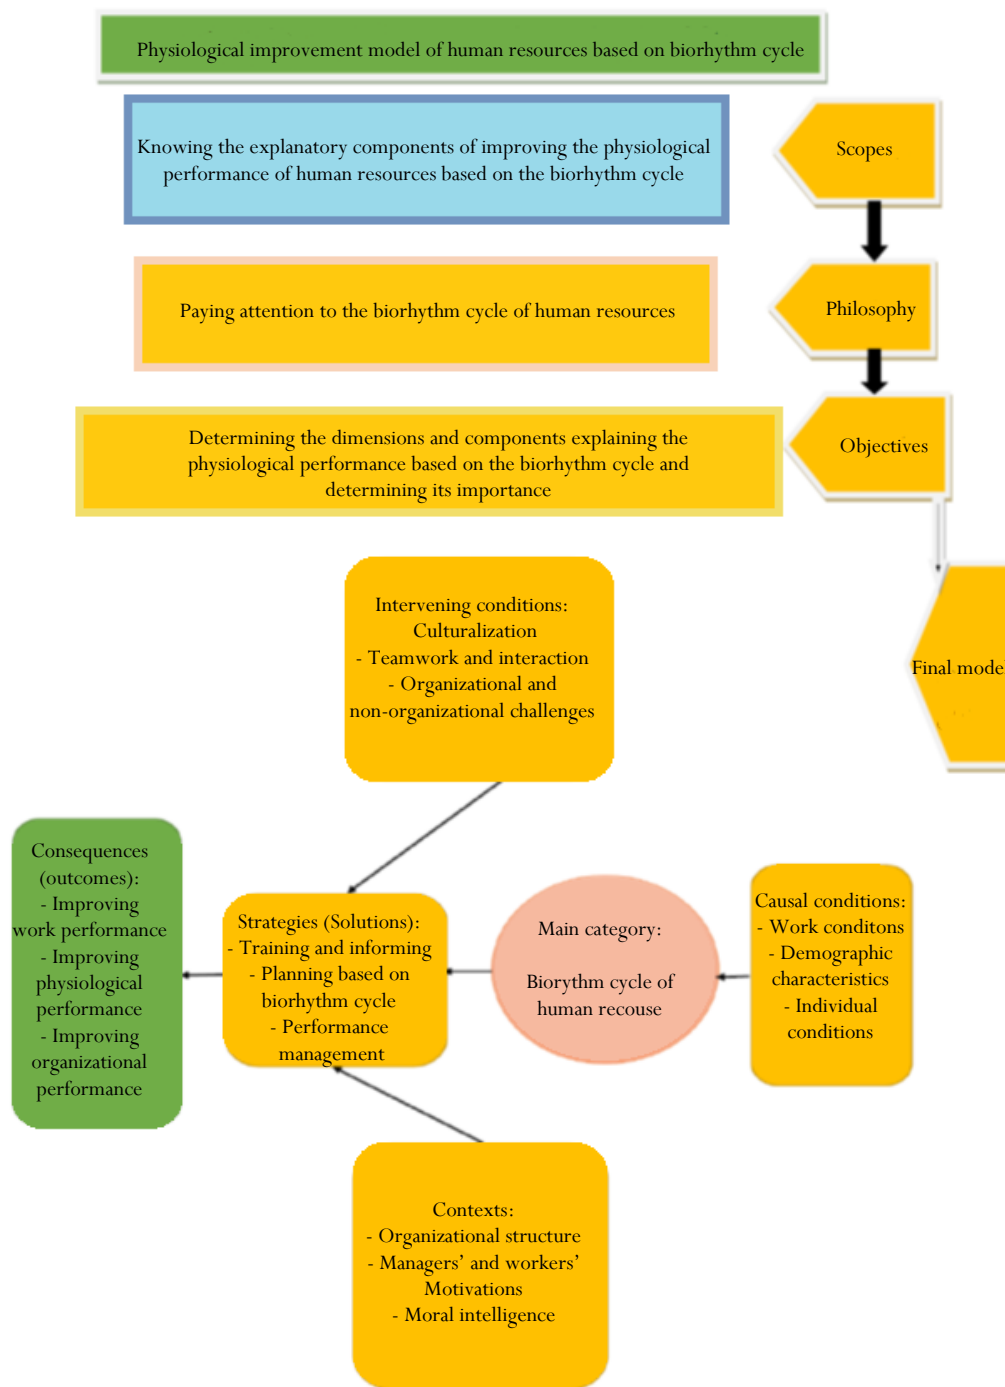 Physiological improvement model of human resources based on biorhythm cycle
Knowing the explanatory components of improving the physiological
performance of human resources based on the biorhythm cycle
Scopes
Paying attention to the biorhythm cycle of human resources
Philosophy
Determining the dimensions and components explaining the
physiological performance based on the biorhythm cycle and
determining its importance
Objectives
Final mode
Intervening conditions:
Culturalization
- Teamwork and interaction
- Organizational and
non-organizational challenges
Consequences
(outcomes):
- Improving
work performance
- Improving
physiological
performance
- Improving
organizational
performance
Strategies (Solutions):
- Training and informing
- Planning based on
biorhythm cycle
- Performance
management
Main category:
Biorythm cycle of
human recouse
Causal conditions:
- Work conditons
- Demographic
characteristics
- Individual
conditions
Contexts:
- Organizational structure
- Managers’ and workers’
Motivations
- Moral intelligence